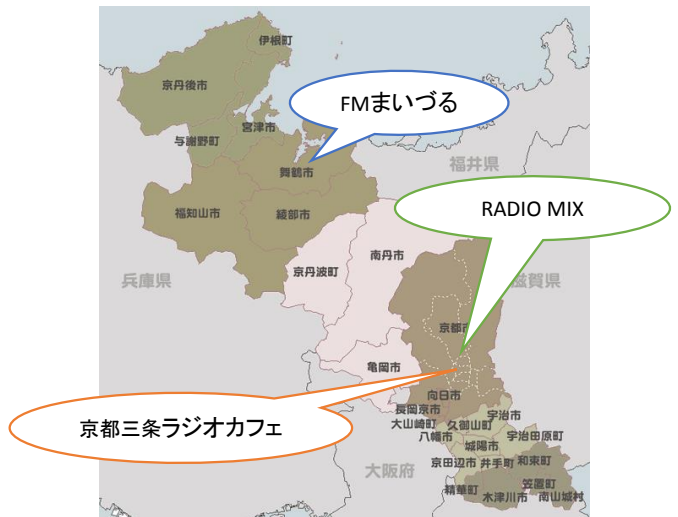 伊根町
京丹後市
FMまいづる
宮津市
与謝野町
福井県
舞鶴市
RADIO MIX
福知山市
綾部市
南丹市
京丹波町
兵庫県
滋賀県
京都市
亀岡市
向日市
長岡京市
宇治市
大山崎町
久御山町
京都三条ラジオカフェ
八幡市
宇治田原町
城陽市
京田辺市
井手町
和束町
大阪府
精華町
笠置町
木津川市
南山城村